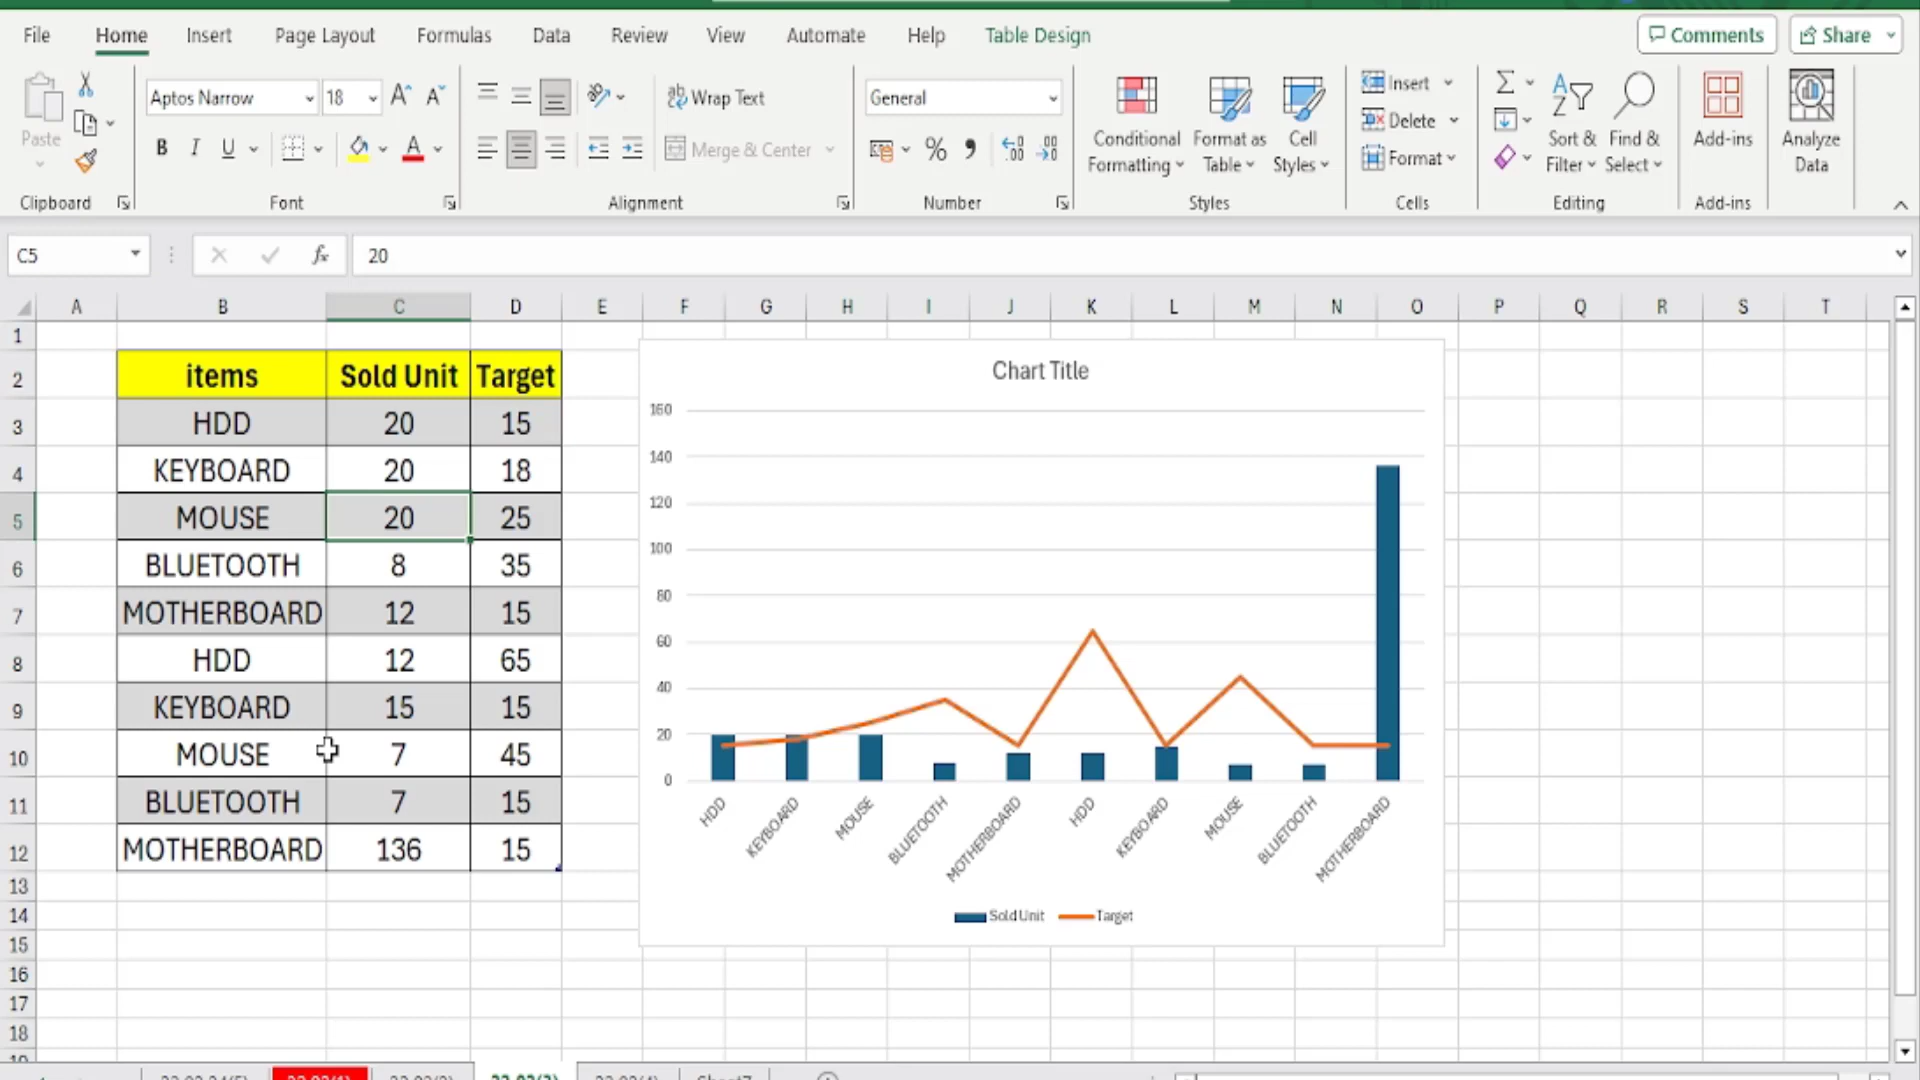 File Home Insert Page Layout Formulas Data Review View Automate Help Table Design Comments Share
Aptos Narrow 18 A A Wrap Text General Insert
Paste Conditional Format as Cell Delete Sort & Find & Add-ins Analyze
B I U A Merge & Center % Formatting Table Styles Format Filter Select Data
Clipboard Font Alignment Number Styles Cells Editing Add-ins
C5 fx 20
A B C D E F G H I J K L M N O P Q R S T
1
2 items Sold Unit Target
3 HDD 20 15
4 KEYBOARD 20 18
5 MOUSE 20 25
6 BLUETOOTH 8 35
7 MOTHERBOARD 12 15
8 HDD 12 65
9 KEYBOARD 15 15
10 MOUSE 7 45
11 BLUETOOTH 7 15
12 MOTHERBOARD 136 15
13
14
15
16
17
18
Chart Title
160
140
120
100
80
60
40
20
0
HDD KEYBOARD MOUSE BLUETOOTH MOTHERBOARD HDD KEYBOARD MOUSE BLUETOOTH MOTHERBOARD
Sold Unit Target